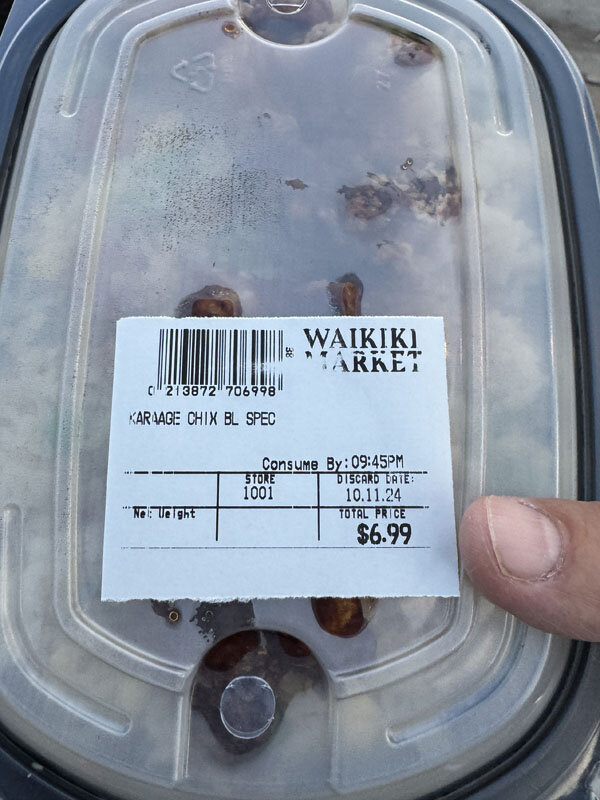 WAIKIKI
MARKET
0 213872 706998
KARAAGE CHIX BL SPEC
Consume By:09:45PM
STORE
1001
DISCARD DATE:
10.11.24
Net Weight
TOTAL PRICE
$6.99